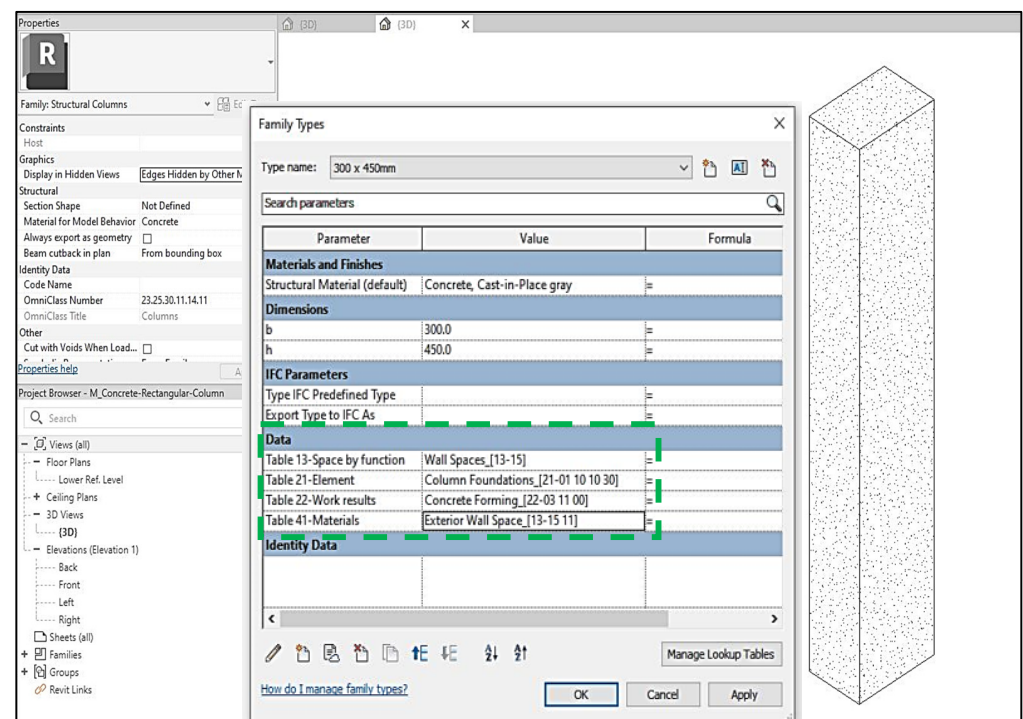 Properties
{3D}
{3D}
R
Family: Structural Columns
Constraints
Host
Graphics
Display in Hidden Views Edges Hidden by Other M
Structural
Section Shape Not Defined
Material for Model Behavior Concrete
Always export as geometry
Beam cutback in plan From bounding box
Identity Data
Code Name
OmniClass Number 23.25.30.11.14.11
OmniClass Title Columns
Other
Cut with Voids When Load...
Properties help
Project Browser - M_Concrete-Rectangular-Column
Search
Views (all)
Floor Plans
Lower Ref. Level
Ceiling Plans
3D Views
{3D}
Elevations (Elevation 1)
Back
Front
Left
Right
Sheets (all)
Families
Groups
Revit Links
Family Types
Type name: 300 x 450mm
Search parameters
Parameter Value Formula
Materials and Finishes
Structural Material (default) Concrete, Cast-in-Place gray =
Dimensions
b 300.0 =
h 450.0 =
IFC Parameters
Type IFC Predefined Type =
Export Type to IFC As =
Data
Table 13-Space by function Wall Spaces_[13-15] =
Table 21-Element Column Foundations_[21-01 10 10 30] =
Table 22-Work results Concrete Forming_[22-03 11 00] =
Table 41-Materials Exterior Wall Space_[13-15 11] =
Identity Data
Manage Lookup Tables
How do I manage family types?
OK Cancel Apply